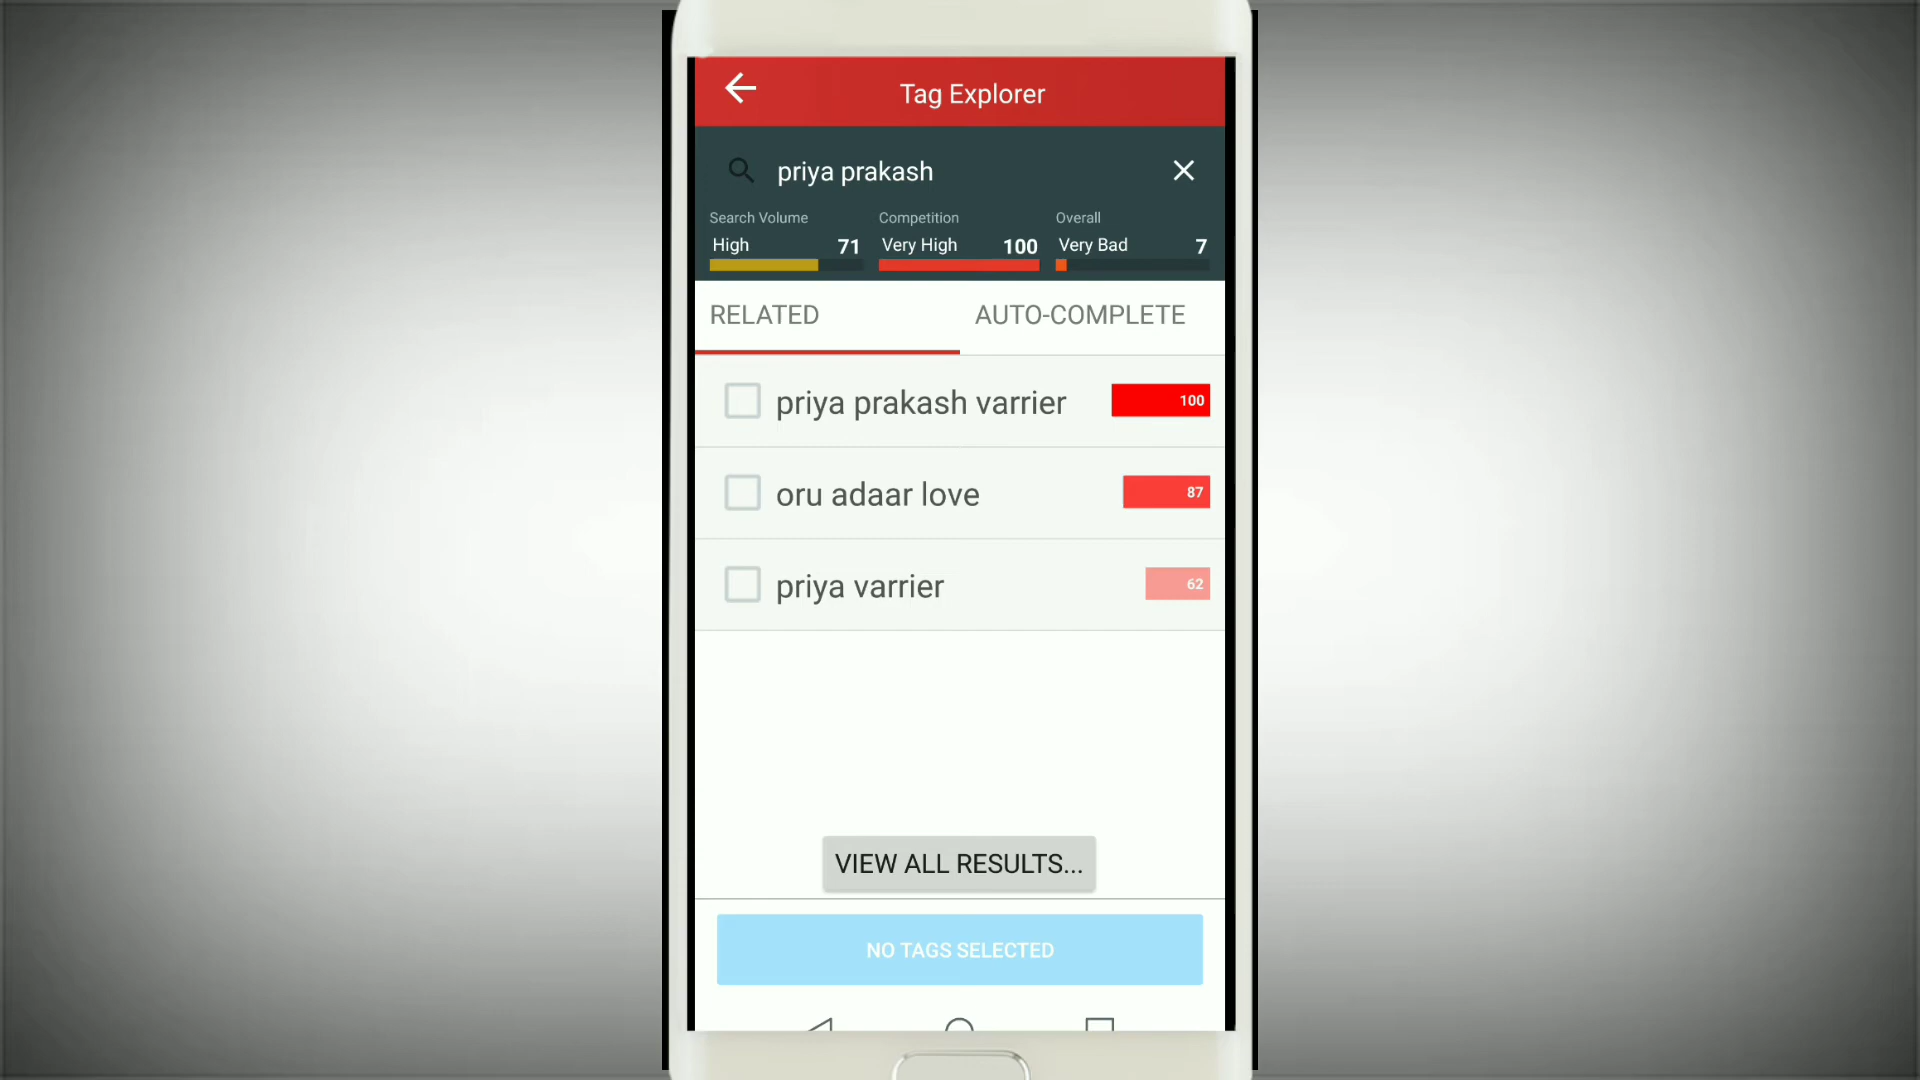 Tag Explorer
priya prakash
Search Volume Competition Overall
High 71 Very High 100 Very Bad 7
RELATED AUTO-COMPLETE
priya prakash varrier 100
oru adaar love 87
priya varrier 62
VIEW ALL RESULTS...
NO TAGS SELECTED